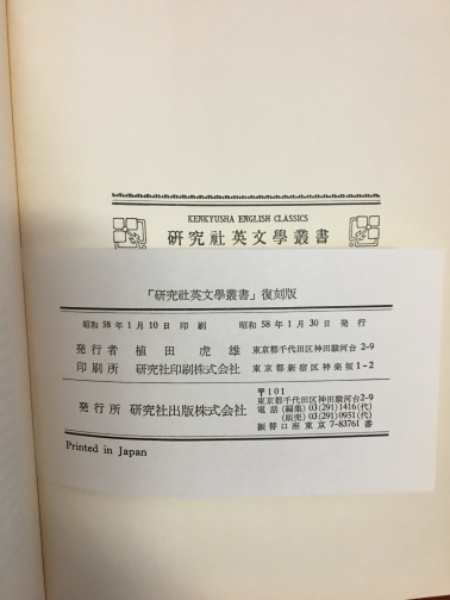 KENKYUSHA ENGLISH CLASSICS
研究社英文學叢書
「研究社英文學叢書」復刻版
昭和 58 年 1 月 10 日 印 刷 昭和 58 年 1 月 30 日 発 行
発行者 植田虎雄 東京都千代田区神田駿河台 2-9
印刷所 研究社印刷株式会社 東京都新宿区神楽坂 1-2
発行所 研究社出版株式会社
〒101
東京都千代田区神田駿河台2-9
電話 (編集) 03(291)1416(代)
(販売) 03(291)0951(代)
振替口座東京 7-83761 番
Printed in Japan